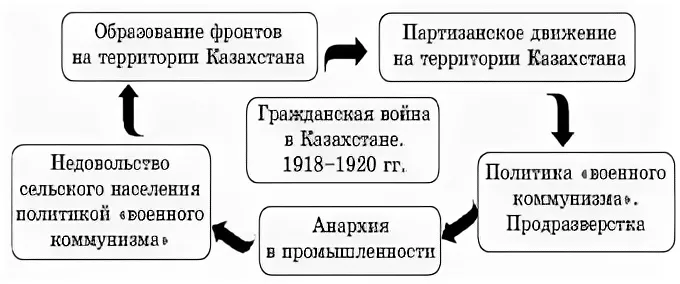 Образование фронтов
на территории Казахстана
Партизанское движение
на территории Казахстана
Гражданская война
в Казахстане.
1918–1920 гг.
Недовольство
сельского населения
политикой «военного
коммунизма»
Политика «военного
коммунизма».
Продразверстка
Анархия
в промышленности